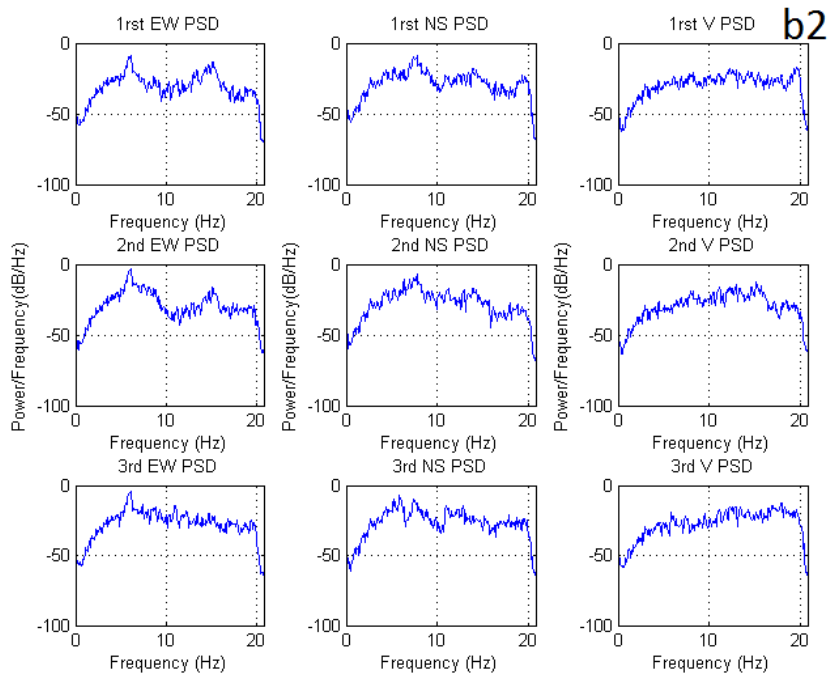 1rst EW PSD 1rst NS PSD 1rst V PSD b2
0 0 0
-50 -50 -50
-100 -100 -100
0 10 20 0 10 20 0 10 20
Frequency (Hz) Frequency (Hz) Frequency (Hz)
2nd EW PSD 2nd NS PSD 2nd V PSD
Power/Frequency(dB/Hz) Power/Frequency(dB/Hz) Power/Frequency(dB/Hz)
0 0 0
-50 -50 -50
-100 -100 -100
0 10 20 0 10 20 0 10 20
Frequency (Hz) Frequency (Hz) Frequency (Hz)
3rd EW PSD 3rd NS PSD 3rd V PSD
0 0 0
-50 -50 -50
-100 -100 -100
0 10 20 0 10 20 0 10 20
Frequency (Hz) Frequency (Hz) Frequency (Hz)